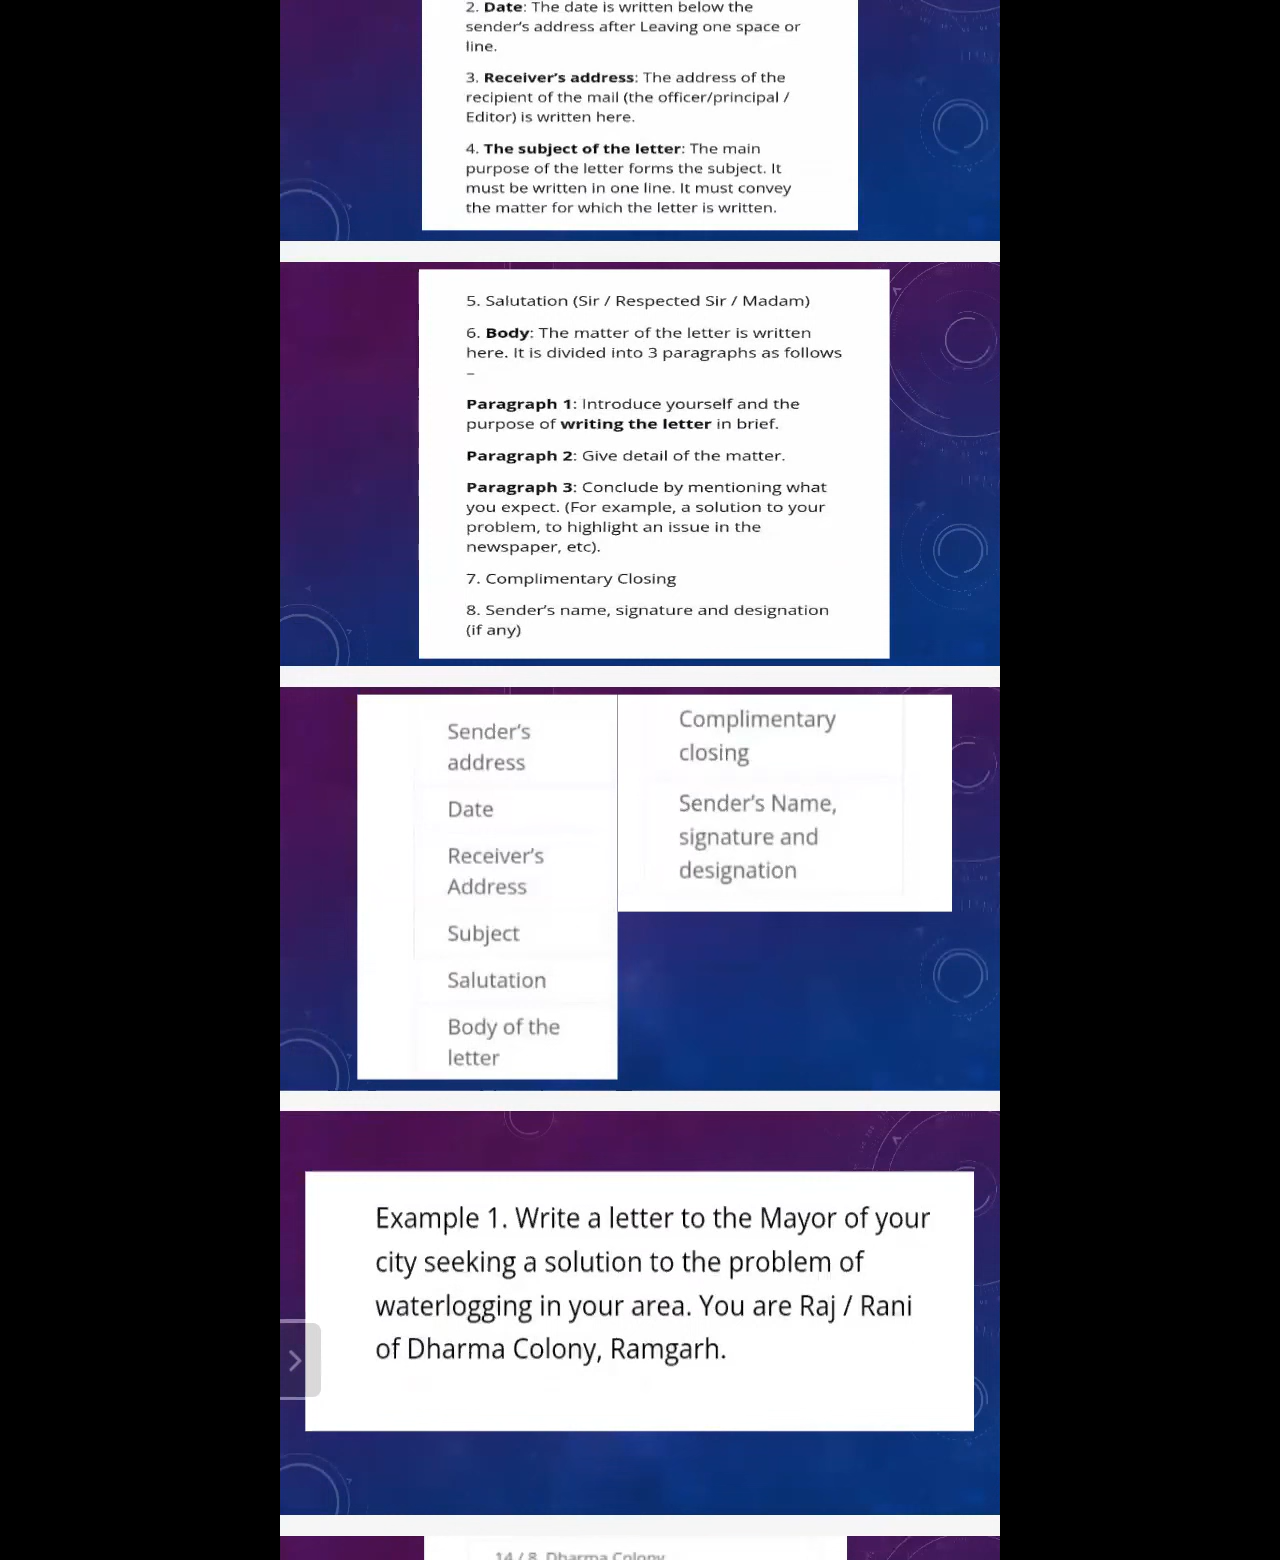 2. Date: The date is written below the
sender's address after Leaving one space or
line.
3. Receiver's address: The address of the
recipient of the mail (the officer/principal /
Editor) is written here.
4. The subject of the letter: The main
purpose of the letter forms the subject. It
must be written in one line. It must convey
the matter for which the letter is written.
5. Salutation (Sir / Respected Sir / Madam)
6. Body: The matter of the letter is written
here. It is divided into 3 paragraphs as follows
–
Paragraph 1: Introduce yourself and the
purpose of writing the letter in brief.
Paragraph 2: Give detail of the matter.
Paragraph 3: Conclude by mentioning what
you expect. (For example, a solution to your
problem, to highlight an issue in the
newspaper, etc).
7. Complimentary Closing
8. Sender's name, signature and designation
(if any)
Sender's
address
Date
Receiver's
Address
Subject
Salutation
Body of the
letter
Complimentary
closing
Sender's Name,
signature and
designation
Example 1. Write a letter to the Mayor of your
city seeking a solution to the problem of
waterlogging in your area. You are Raj / Rani
of Dharma Colony, Ramgarh.
14 / 8, Dharma Colony